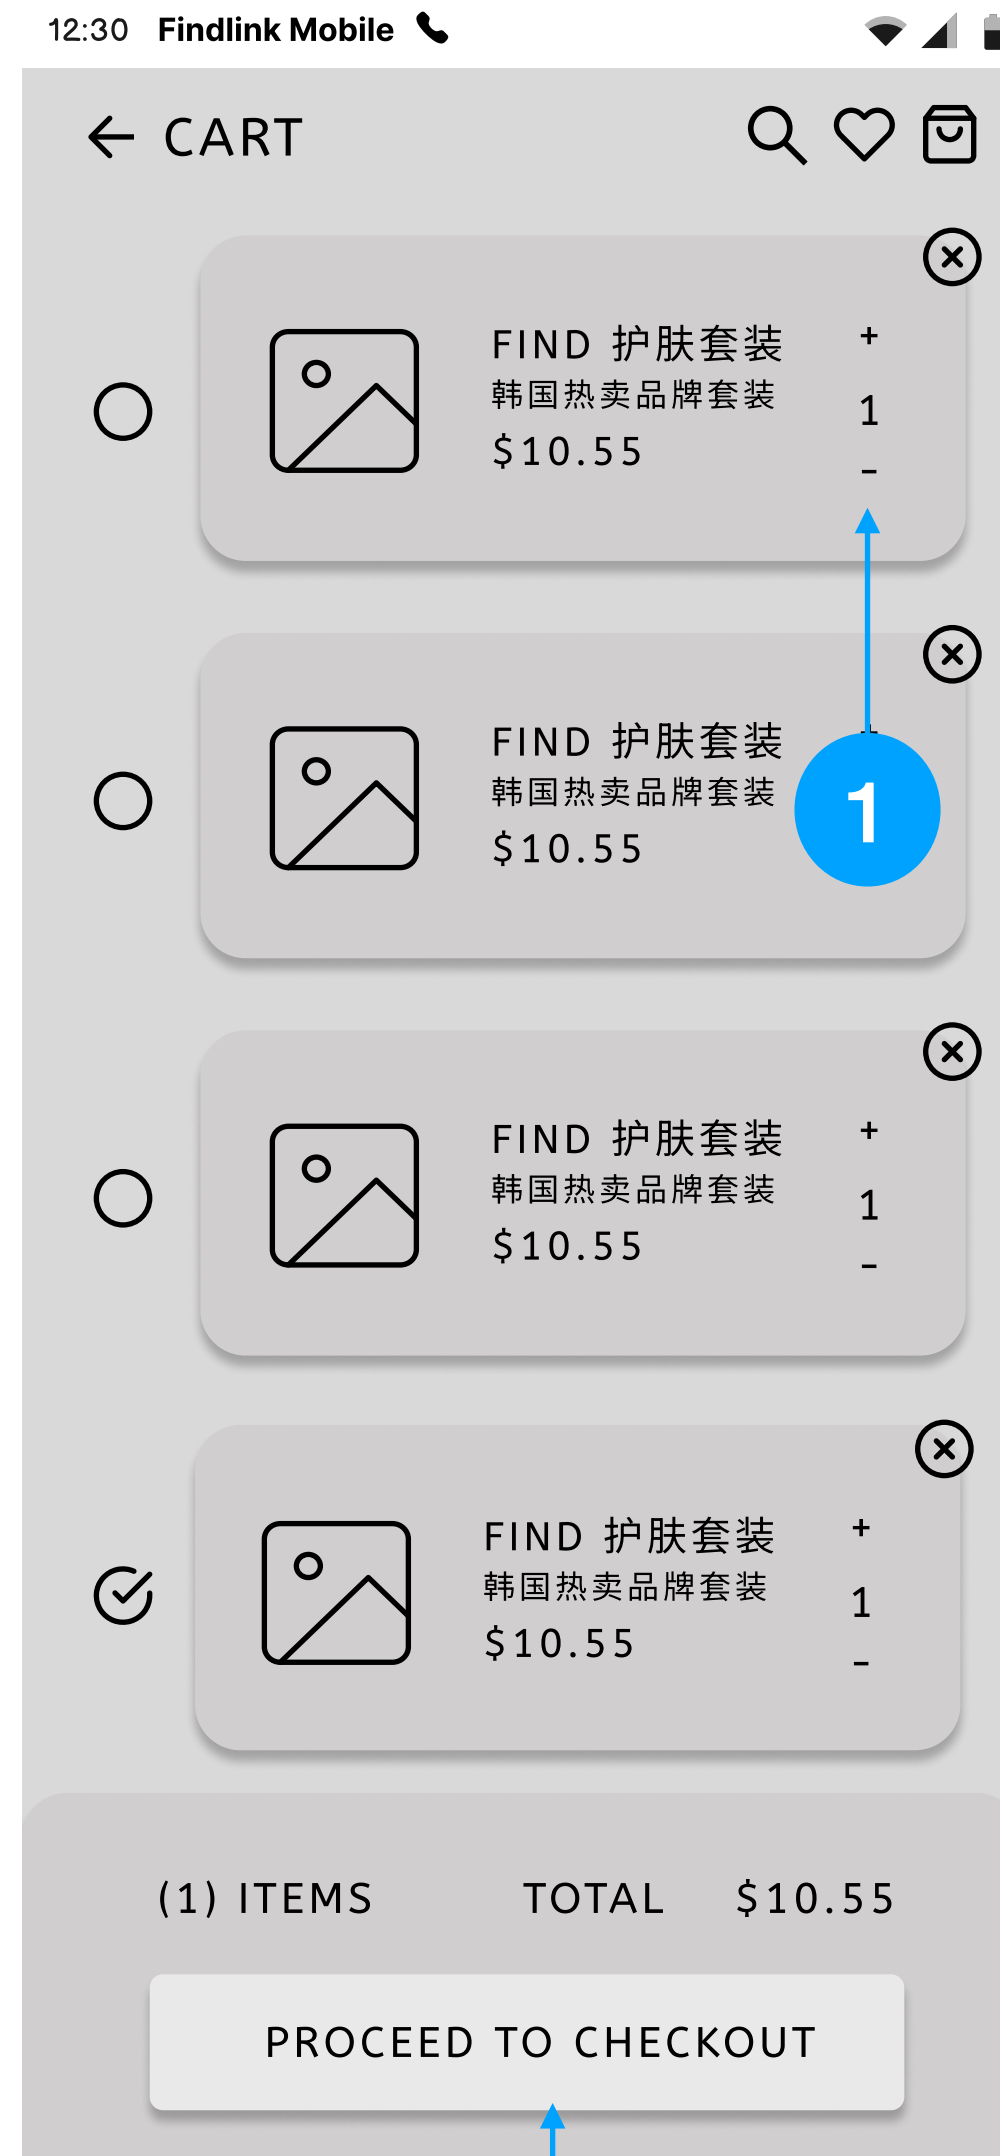 12:30 Findlink Mobile
CART
FIND 护肤套装
韩国热卖品牌套装
$10.55
+
1
-
FIND 护肤套装
韩国热卖品牌套装
$10.55
1
FIND 护肤套装
韩国热卖品牌套装
$10.55
+
1
-
FIND 护肤套装
韩国热卖品牌套装
$10.55
+
1
-
(1) ITEMS TOTAL $10.55
PROCEED TO CHECKOUT